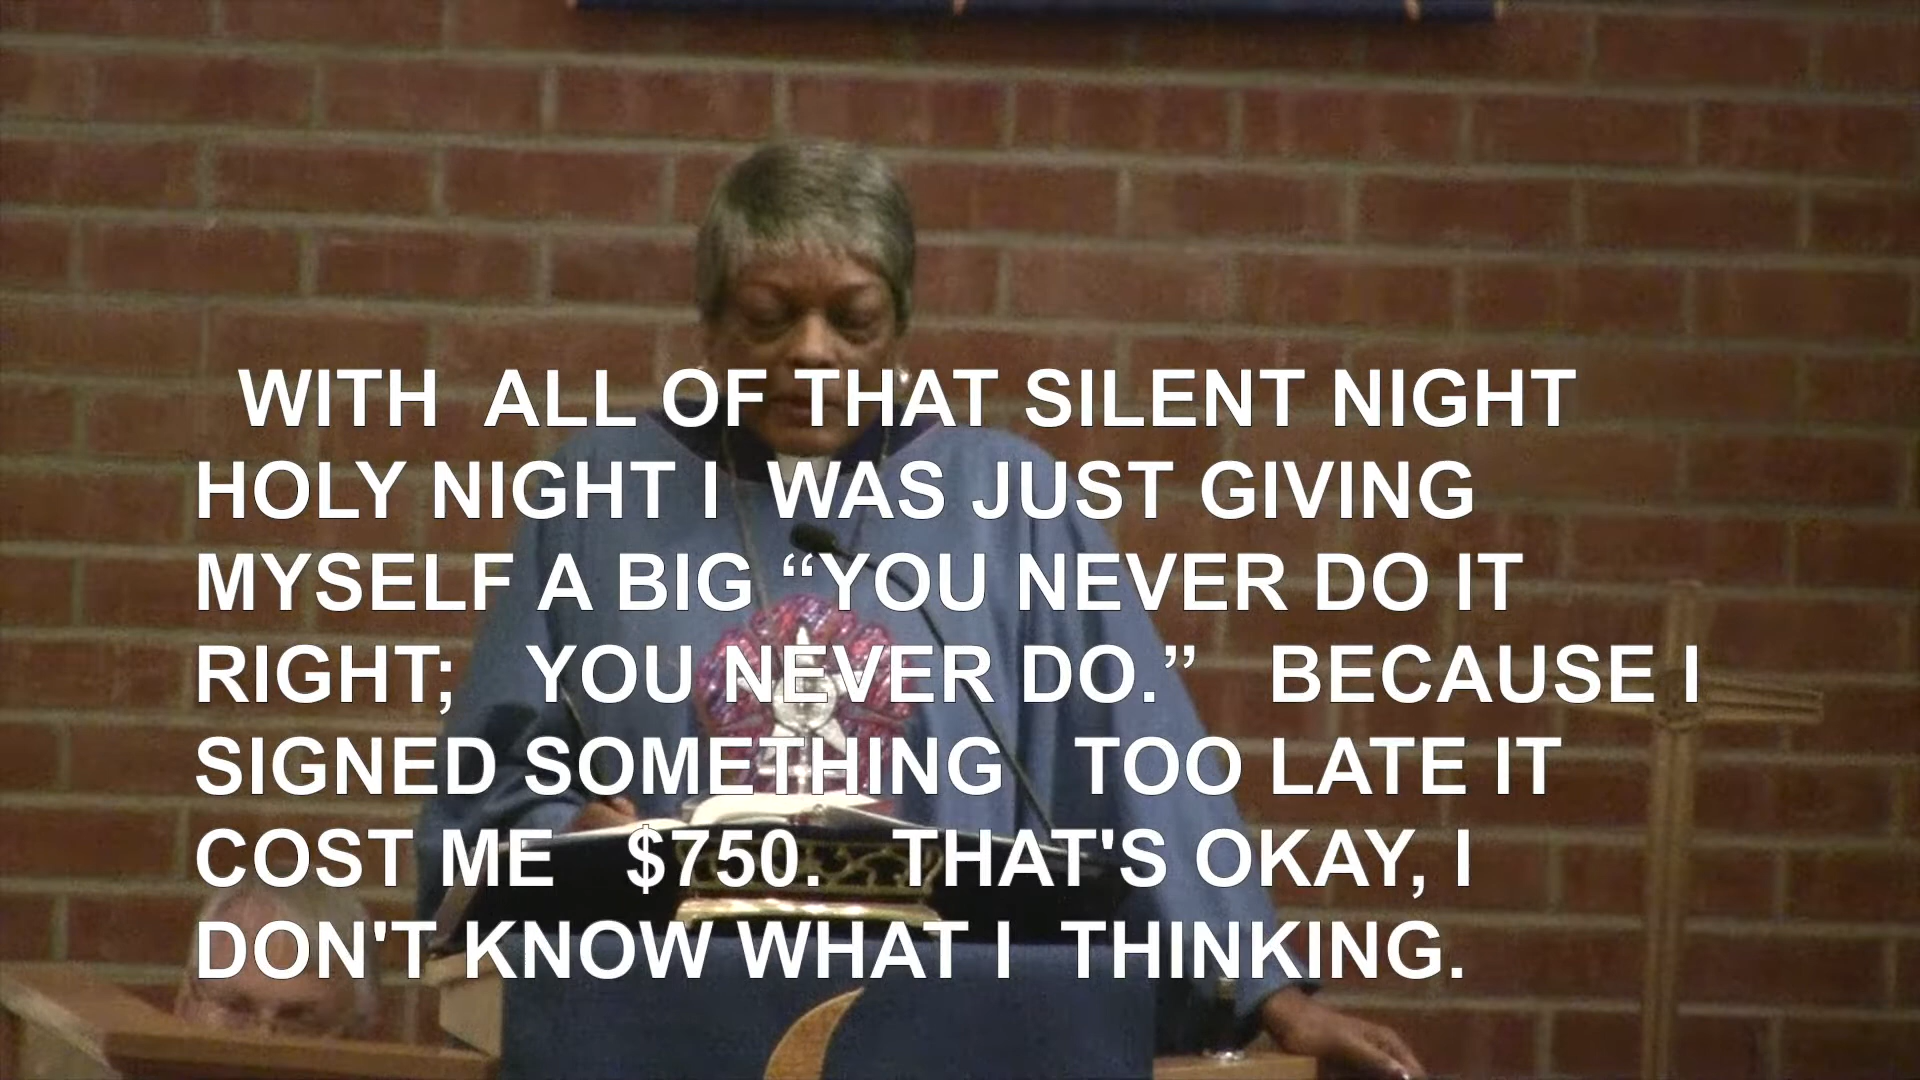 WITH ALL OF THAT SILENT NIGHT
HOLY NIGHT I WAS JUST GIVING
MYSELF A BIG “YOU NEVER DO IT
RIGHT; YOU NEVER DO.” BECAUSE I
SIGNED SOMETHING TOO LATE IT
COST ME $750. THAT'S OKAY, I
DON'T KNOW WHAT I THINKING.